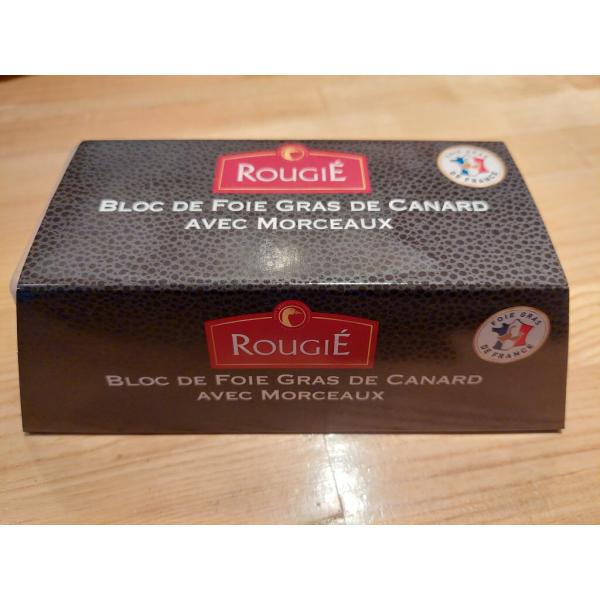 ROUGIÉ
FOIE GRAS
DE FRANCE
BLOC DE FOIE GRAS DE CANARD
AVEC MORCEAUX
ROUGIÉ
FOIE GRAS
DE FRANCE
BLOC DE FOIE GRAS DE CANARD
AVEC MORCEAUX